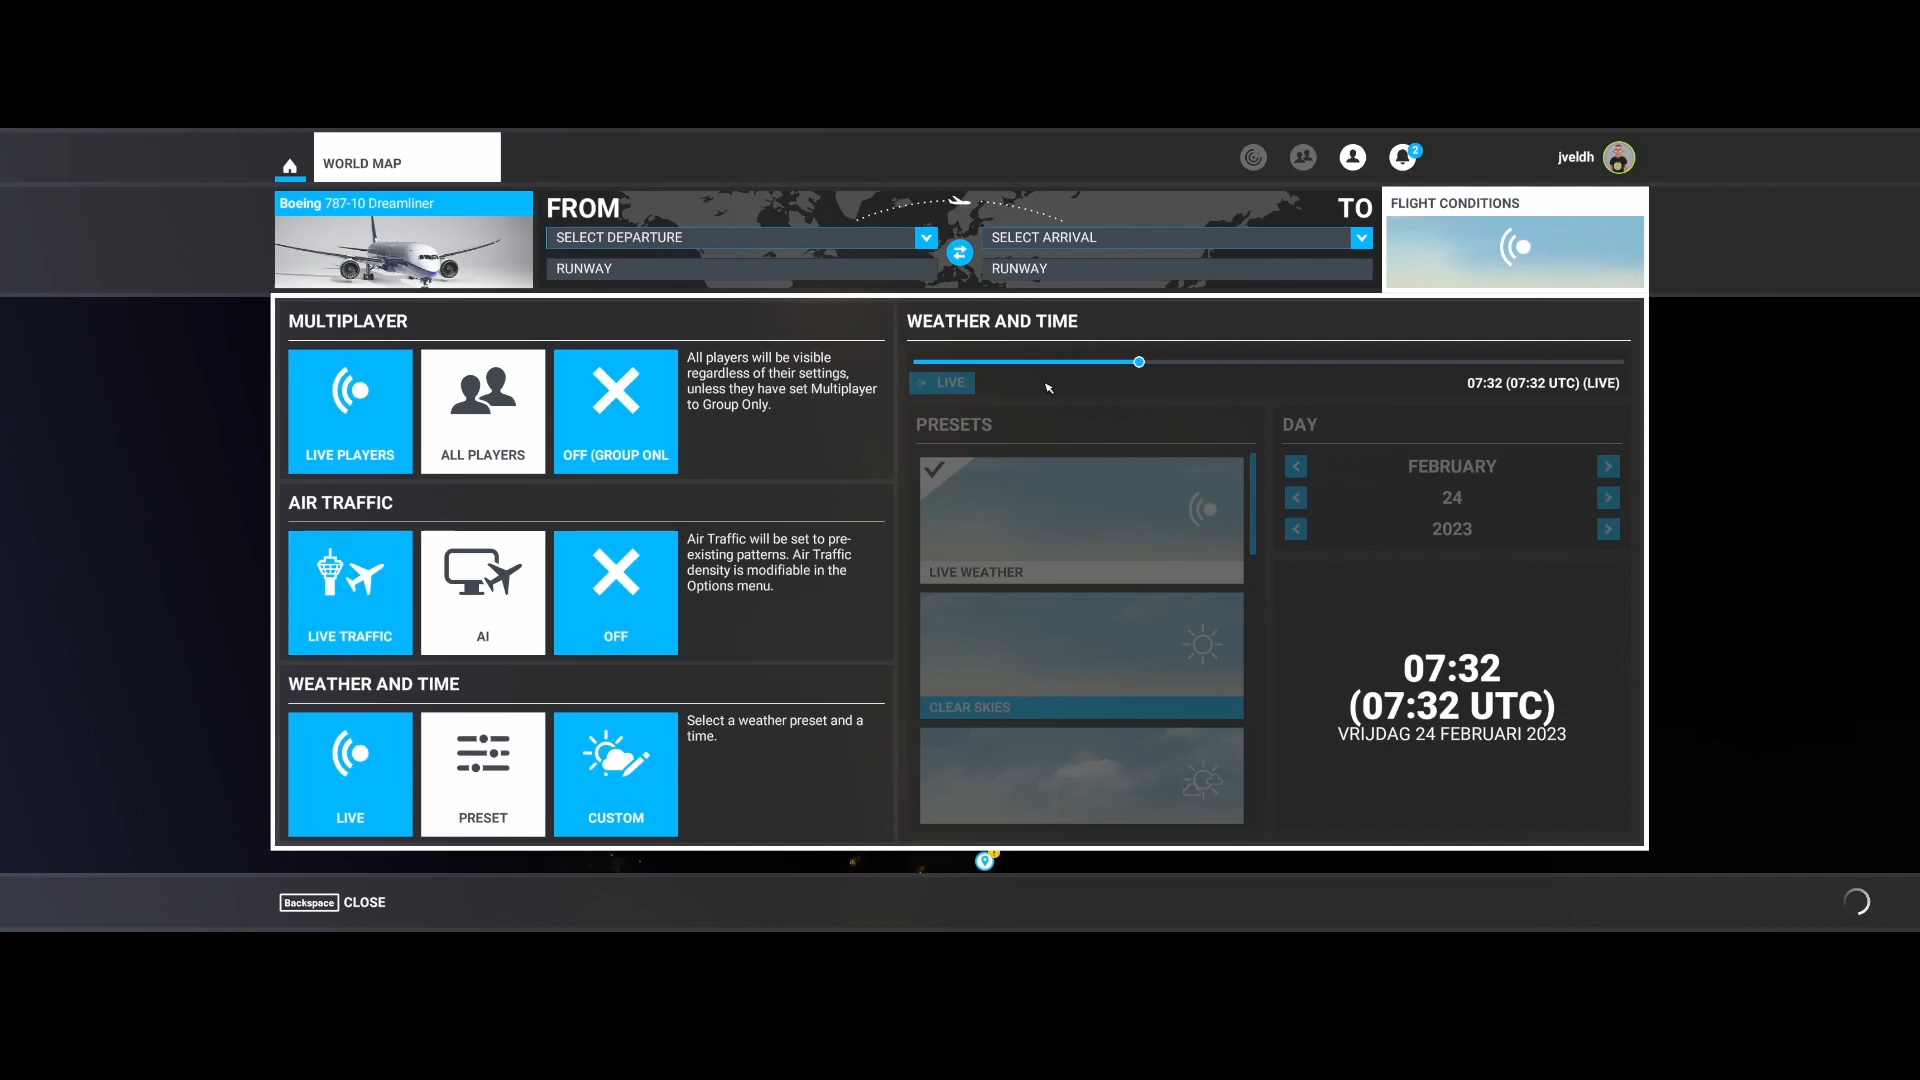 WORLD MAP
2
jveldh
Boeing 787-10 Dreamliner
FROM
SELECT DEPARTURE
RUNWAY
TO
SELECT ARRIVAL
RUNWAY
FLIGHT CONDITIONS
MULTIPLAYER
LIVE PLAYERS
ALL PLAYERS
OFF (GROUP ONL
All players will be visible
regardless of their settings,
unless they have set Multiplayer
to Group Only.
AIR TRAFFIC
LIVE TRAFFIC
AI
OFF
Air Traffic will be set to pre-
existing patterns. Air Traffic
density is modifiable in the
Options menu.
WEATHER AND TIME
LIVE
PRESET
CUSTOM
Select a weather preset and a
time.
WEATHER AND TIME
LIVE
07:32 (07:32 UTC) (LIVE)
PRESETS
LIVE WEATHER
CLEAR SKIES
DAY
FEBRUARY
24
2023
07:32
(07:32 UTC)
VRIJDAG 24 FEBRUARI 2023
Backspace CLOSE